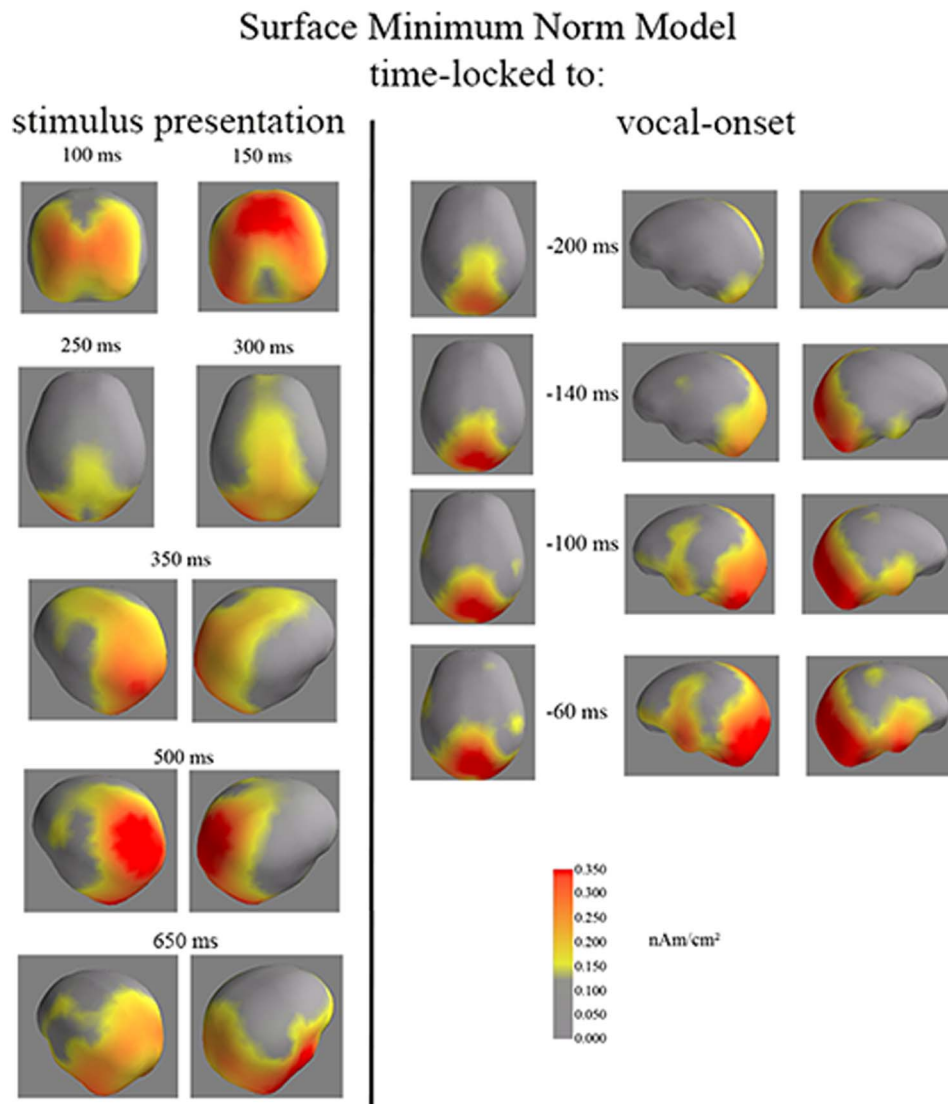 Surface Minimum Norm Model
time-locked to:
stimulus presentation
100 ms
150 ms
250 ms
300 ms
350 ms
500 ms
650 ms
vocal-onset
-200 ms
-140 ms
-100 ms
-60 ms
0.350
0.300
0.250
0.200
0.150
0.100
0.050
0.000
nAm/cm²